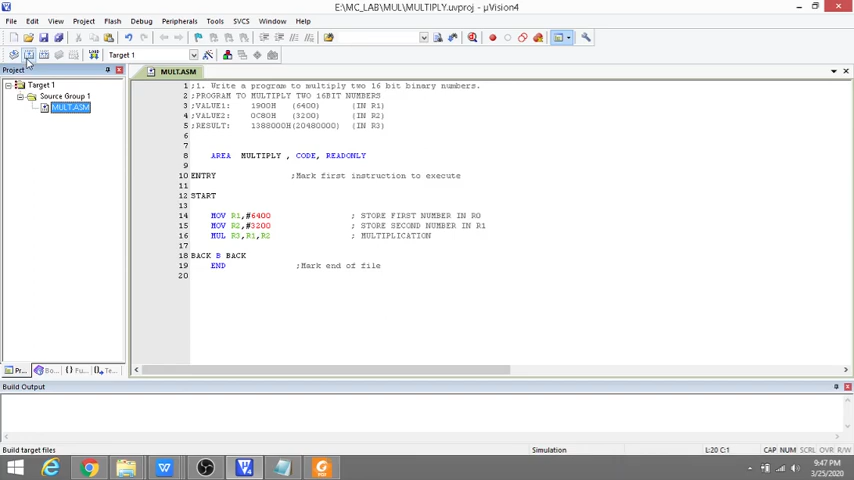 E:\MC_LAB\MUL\MULTIPLY.uvproj - µVision4
File Edit View Project Flash Debug Peripherals Tools SVCS Window Help
Target 1
Project
MULT.ASM
Target 1
Source Group 1
MULT.ASM
1 ;1. Write a program to multiply two 16 bit binary numbers.
2 ;PROGRAM TO MULTIPLY TWO 16BIT NUMBERS
3 ;VALUE1: 1900H (6400) (IN R1)
4 ;VALUE2: 0C80H (3200) (IN R2)
5 ;RESULT: 1388000H(20480000) (IN R3)
6
7
8 AREA MULTIPLY , CODE, READONLY
9
10 ENTRY ;Mark first instruction to execute
11
12 START
13
14 MOV R1,#6400 ; STORE FIRST NUMBER IN R0
15 MOV R2,#3200 ; STORE SECOND NUMBER IN R1
16 MUL R3,R1,R2 ; MULTIPLICATION
17
18 BACK B BACK
19 END ;Mark end of file
20
Pr... Bo... {} Fu... Te...
Build Output
Build target files Simulation L:20 C:1 CAP NUM SCRL OVR R/W
9:47 PM
3/25/2020